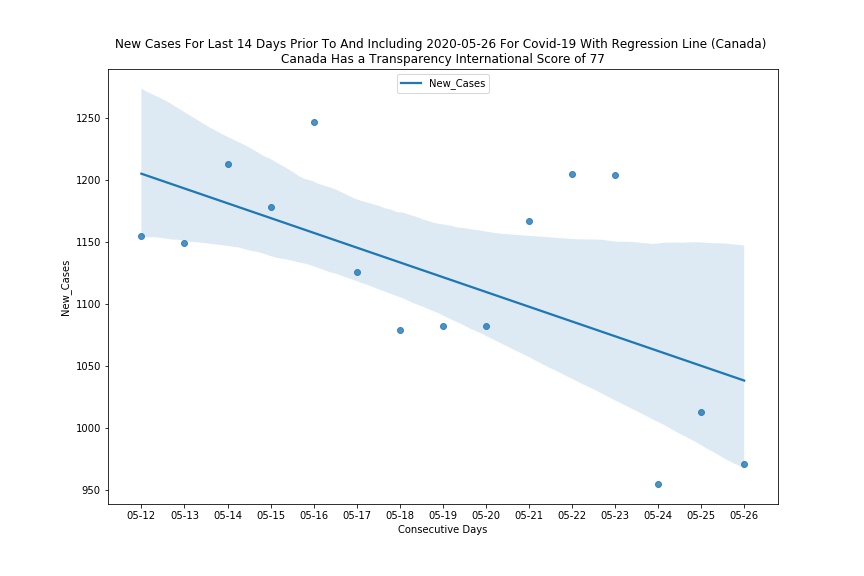 New Cases For Last 14 Days Prior To And Including 2020-05-26 For Covid-19 With Regression Line (Canada)
Canada Has a Transparency International Score of 77
New_Cases
1250
1200
1150
1100
1050
1000
950
New_Cases
05-12 05-13 05-14 05-15 05-16 05-17 05-18 05-19 05-20 05-21 05-22 05-23 05-24 05-25 05-26
Consecutive Days